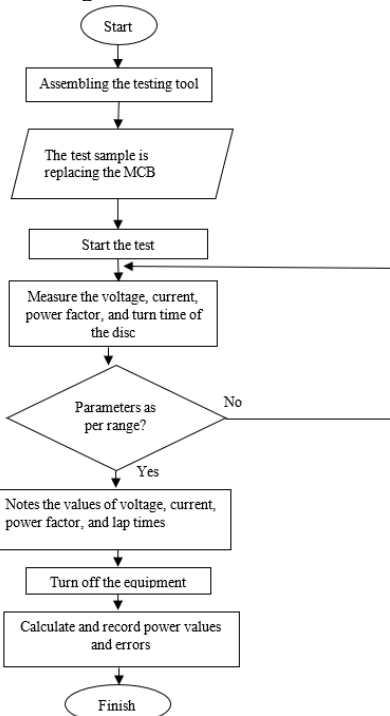 Start
Assembling the testing tool
The test sample is
replacing the MCB
Start the test
Measure the voltage, current,
power factor, and turn time of
the disc
Parameters as
per range?
No
Yes
Notes the values of voltage, current,
power factor, and lap times
Turn off the equipment
Calculate and record power values
and errors
Finish